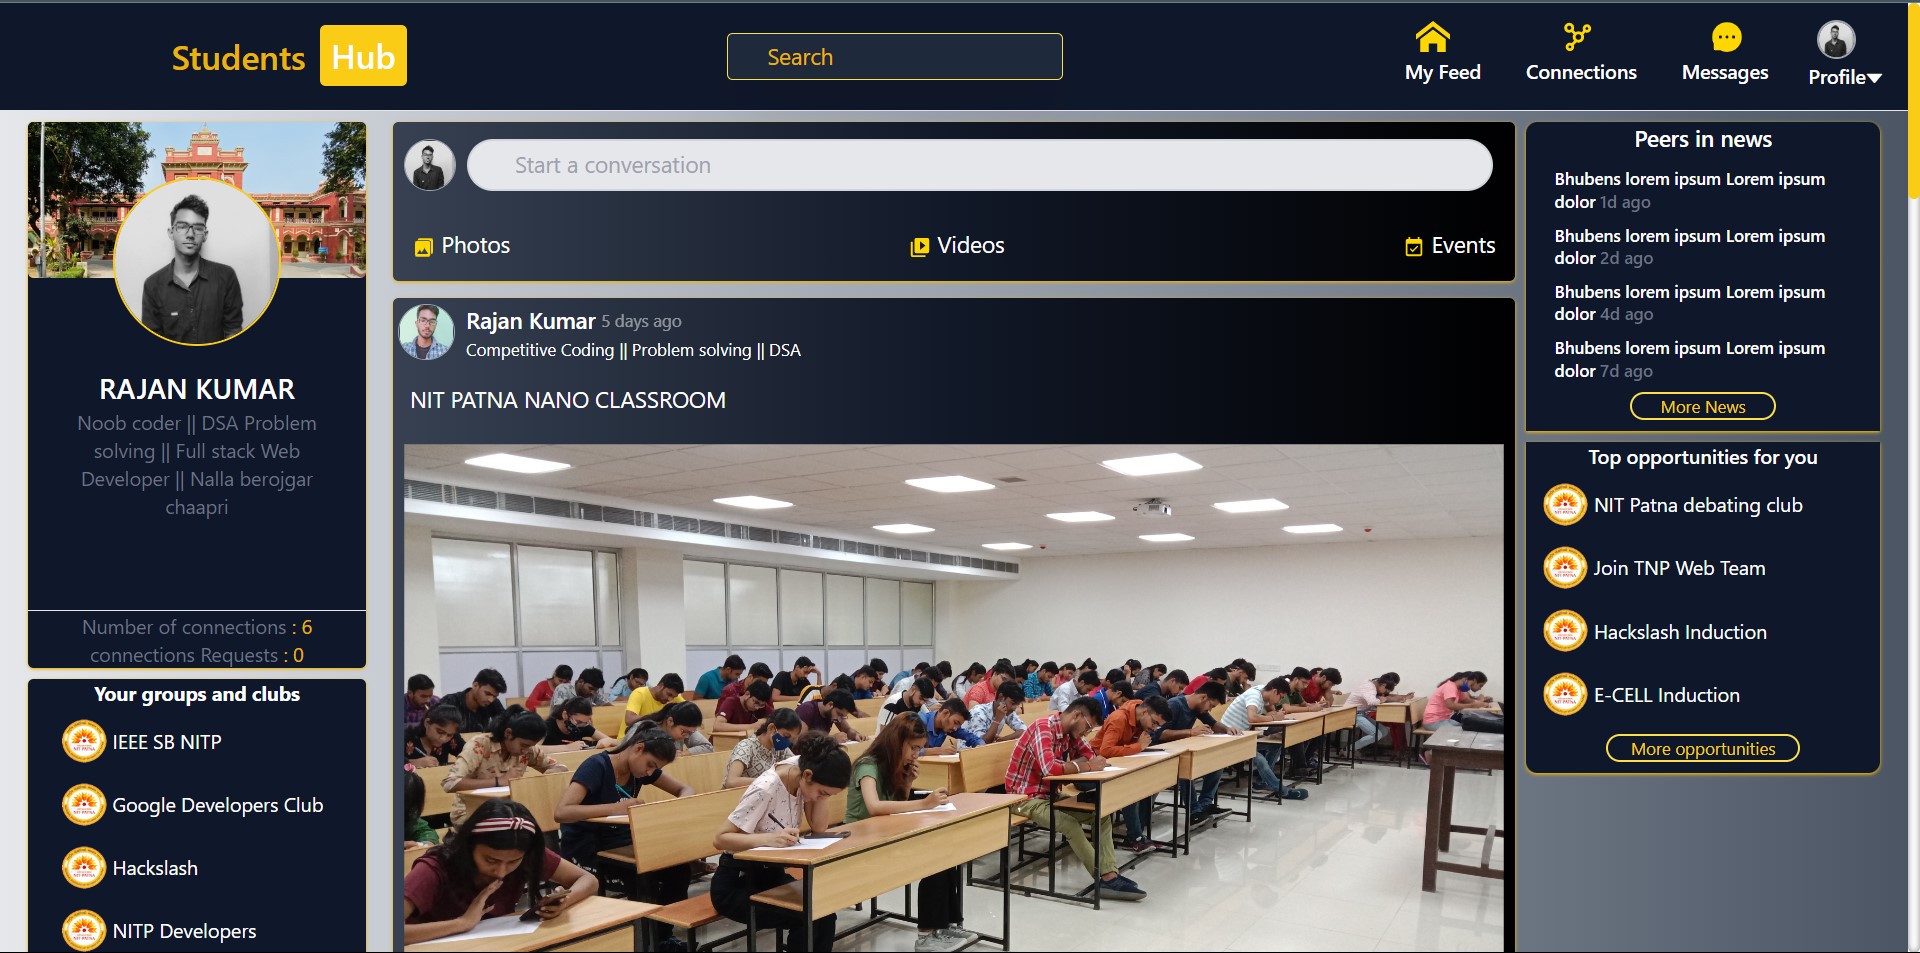 Students Hub
Search
My Feed
Connections
Messages
Profile
Start a conversation
Photos
Videos
Events
RAJAN KUMAR
Noob coder || DSA Problem
solving || Full stack Web
Developer || Nalla berojgar
chaapri
Number of connections : 6
connections Requests : 0
Your groups and clubs
IEEE SB NITP
Google Developers Club
Hackslash
NITP Developers
Rajan Kumar 5 days ago
Competitive Coding || Problem solving || DSA
NIT PATNA NANO CLASSROOM
Peers in news
Bhubens lorem ipsum Lorem ipsum
dolor 1d ago
Bhubens lorem ipsum Lorem ipsum
dolor 2d ago
Bhubens lorem ipsum Lorem ipsum
dolor 4d ago
Bhubens lorem ipsum Lorem ipsum
dolor 7d ago
More News
Top opportunities for you
NIT Patna debating club
Join TNP Web Team
Hackslash Induction
E-CELL Induction
More opportunities